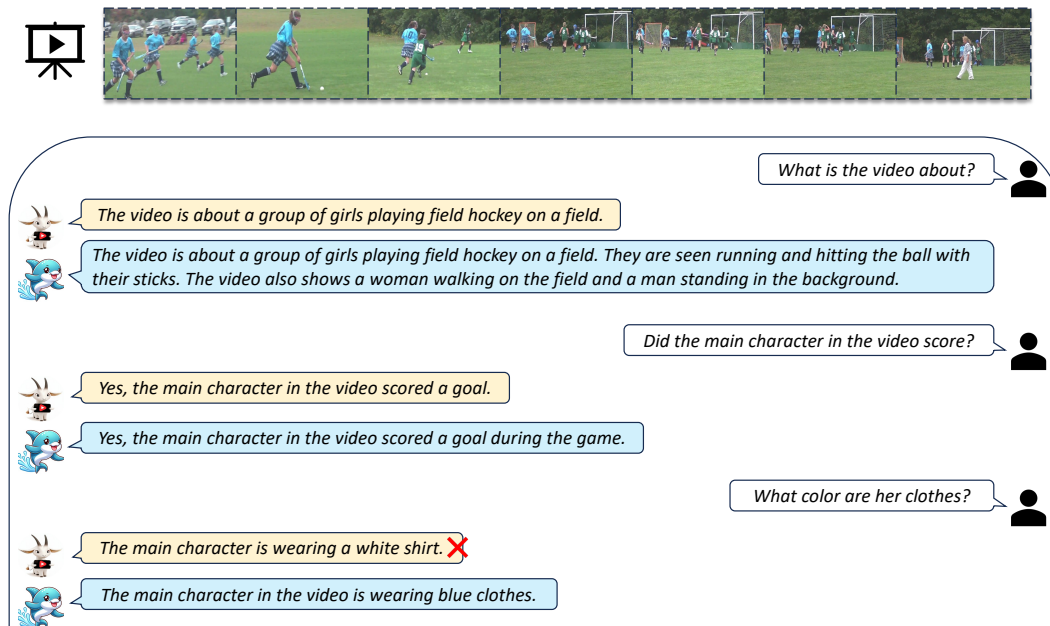 What is the video about?
The video is about a group of girls playing field hockey on a field.
The video is about a group of girls playing field hockey on a field. They are seen running and hitting the ball with
their sticks. The video also shows a woman walking on the field and a man standing in the background.
Did the main character in the video score?
Yes, the main character in the video scored a goal.
Yes, the main character in the video scored a goal during the game.
What color are her clothes?
The main character is wearing a white shirt.
The main character in the video is wearing blue clothes.